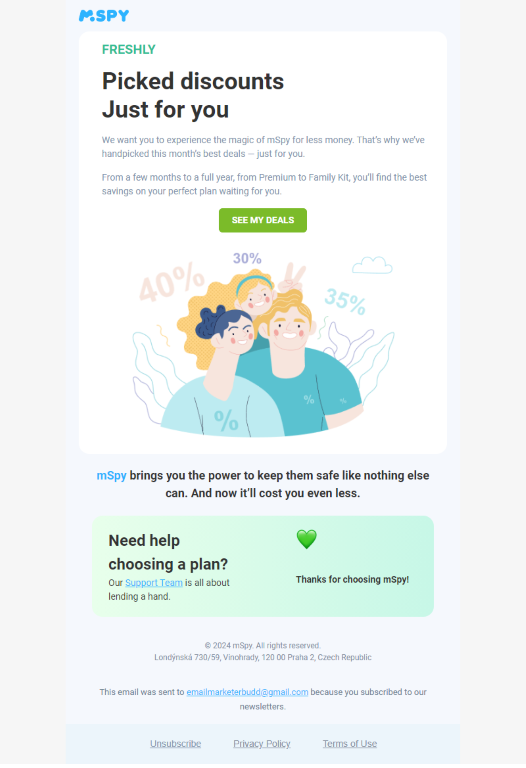 mSPY
FRESHLY
Picked discounts
Just for you
We want you to experience the magic of mSpy for less money. That's why we've
handpicked this month's best deals — just for you.
From a few months to a full year, from Premium to Family Kit, you'll find the best
savings on your perfect plan waiting for you.
SEE MY DEALS
40%
30%
35%
%
%
%
mSpy brings you the power to keep them safe like nothing else
can. And now it'll cost you even less.
Need help
choosing a plan?
Our Support Team is all about
lending a hand.
Thanks for choosing mSpy!
© 2024 mSpy. All rights reserved.
Londýnská 730/59, Vinohrady, 120 00 Praha 2, Czech Republic
This email was sent to emailmarketerbudd@gmail.com because you subscribed to our
newsletters.
Unsubscribe Privacy Policy Terms of Use